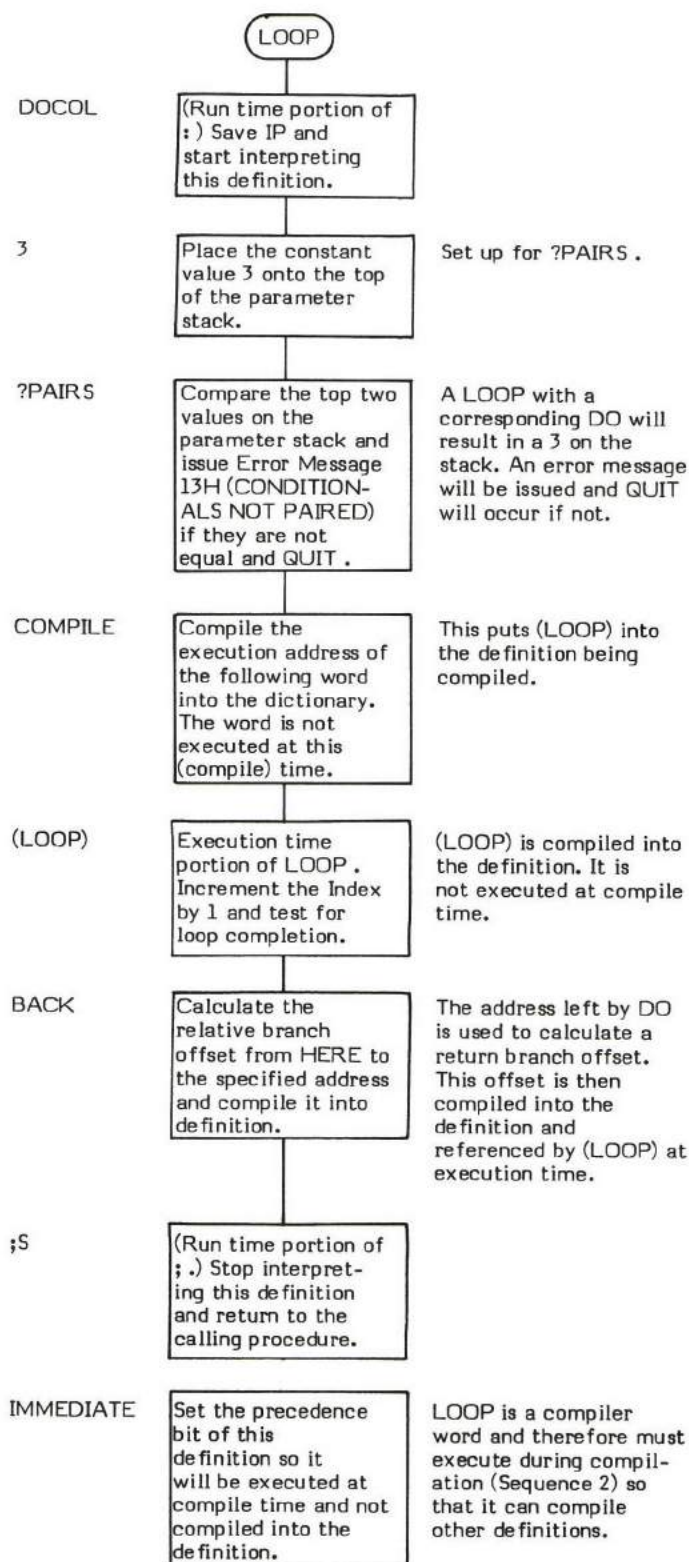 LOOP
DOCOL
(Run time portion of
: ) Save IP and
start interpreting
this definition.
3
Place the constant
value 3 onto the top
of the parameter
stack.
Set up for ?PAIRS .
?PAIRS
Compare the top two
values on the
parameter stack and
issue Error Message
13H (CONDITION-
ALS NOT PAIRED)
if they are not
equal and QUIT .
A LOOP with a
corresponding DO will
result in a 3 on the
stack. An error message
will be issued and QUIT
will occur if not.
COMPILE
Compile the
execution address of
the following word
into the dictionary.
The word is not
executed at this
(compile) time.
This puts (LOOP) into
the definition being
compiled.
(LOOP)
Execution time
portion of LOOP .
Increment the Index
by 1 and test for
loop completion.
(LOOP) is compiled into
the definition. It is
not executed at compile
time.
BACK
Calculate the
relative branch
offset from HERE to
the specified address
and compile it into
definition.
The address left by DO
is used to calculate a
return branch offset.
This offset is then
compiled into the
definition and
referenced by (LOOP) at
execution time.
;S
(Run time portion of
; .) Stop interpret-
ing this definition
and return to the
calling procedure.
IMMEDIATE
Set the precedence
bit of this
definition so it
will be executed at
compile time and not
compiled into the
definition.
LOOP is a compiler
word and therefore must
execute during compil-
ation (Sequence 2) so
that it can compile
other definitions.